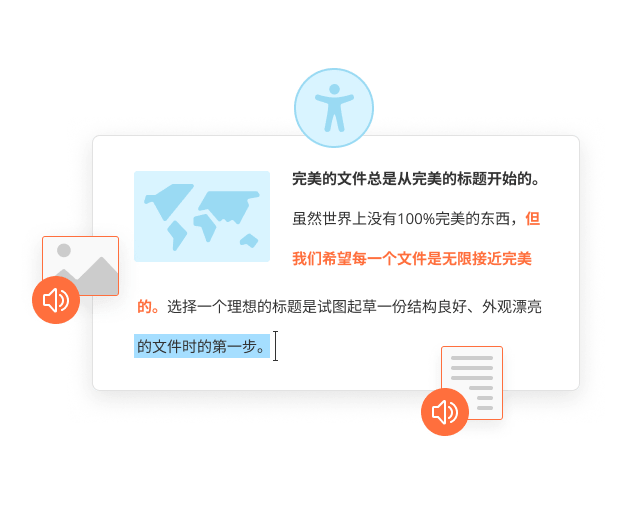 完美的文件总是从完美的标题开始的。
虽然世界上没有100%完美的东西，但
我们希望每一个文件是无限接近完美
的。选择一个理想的标题是试图起草一份结构良好、外观漂亮
的文件时的第一步。